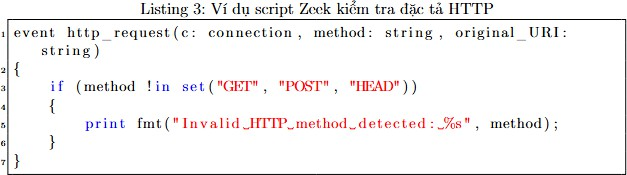 Listing 3: Ví dụ script Zeek kiểm tra đặc tả HTTP
1 event http_request(c: connection, method: string, original_URI:
string)
2 {
3 if (method !in set("GET", "POST", "HEAD"))
4 {
5 print fmt("Invalid␣HTTP␣method␣detected:␣%s", method);
6 }
7 }